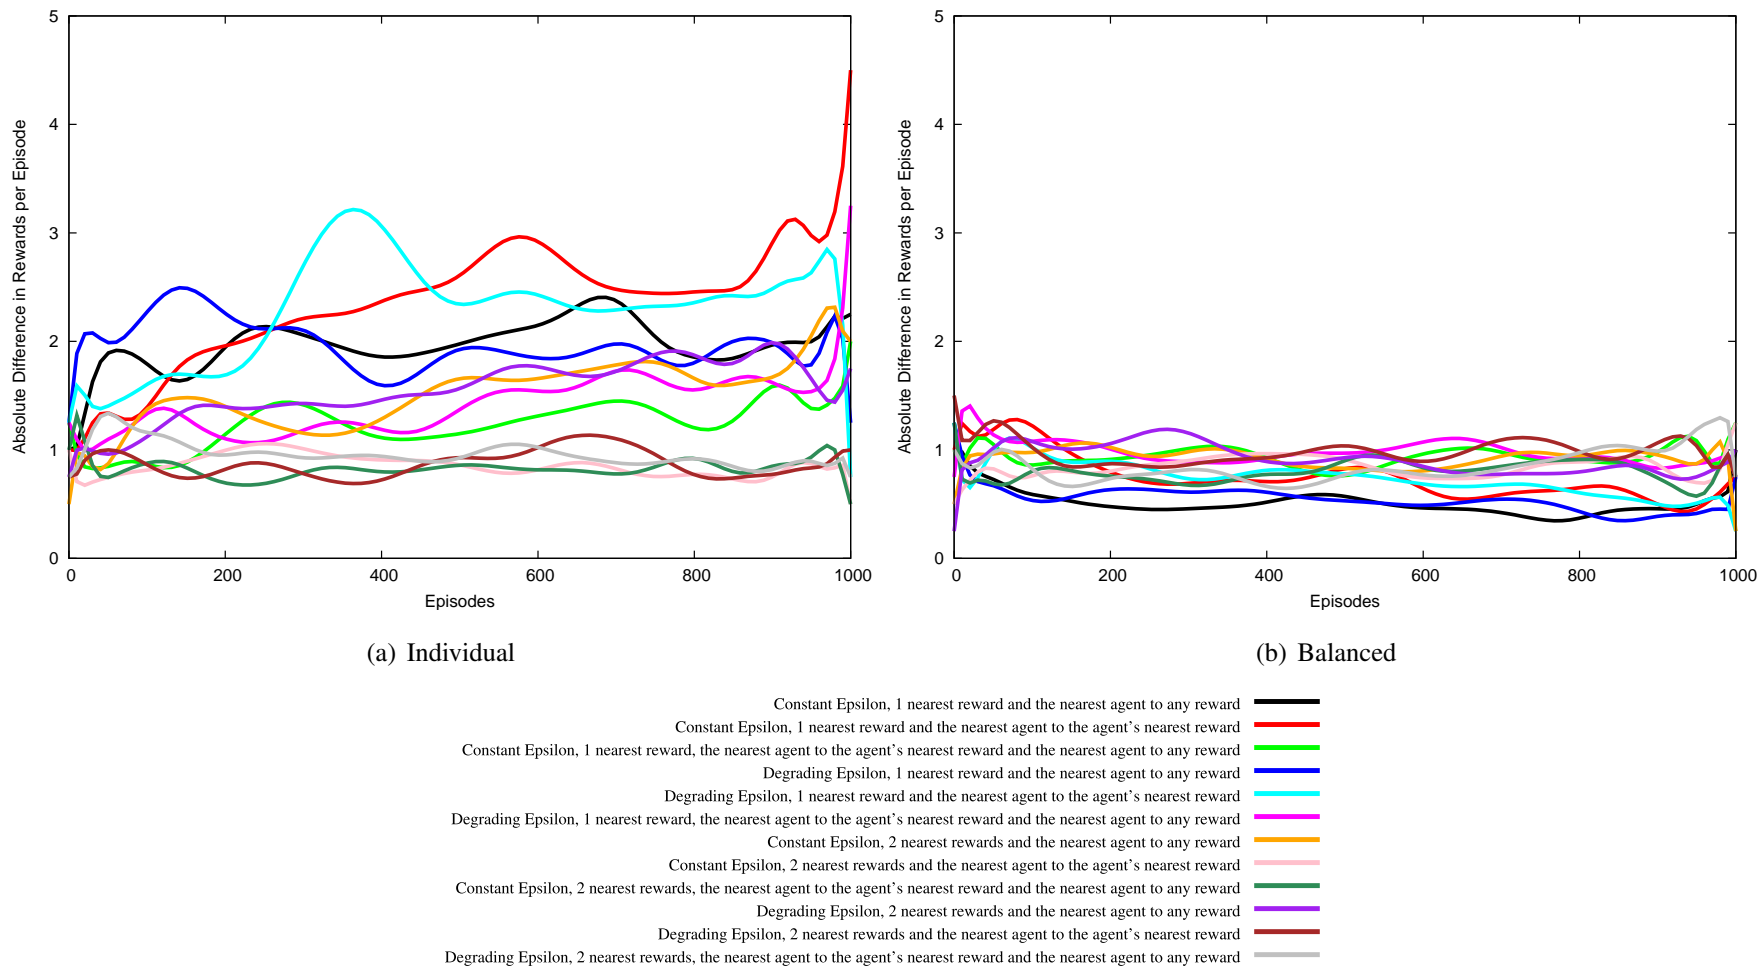 5
4
3
2
1
0
0
200
400
600
800
1000
Absolute Difference in Rewards per Episode
Episodes
(a) Individual
5
4
3
2
1
0
0
200
400
600
800
1000
Absolute Difference in Rewards per Episode
Episodes
(b) Balanced
Constant Epsilon, 1 nearest reward and the nearest agent to any reward
Constant Epsilon, 1 nearest reward and the nearest agent to the agent's nearest reward
Constant Epsilon, 1 nearest reward, the nearest agent to the agent's nearest reward and the nearest agent to any reward
Degrading Epsilon, 1 nearest reward and the nearest agent to any reward
Degrading Epsilon, 1 nearest reward and the nearest agent to the agent's nearest reward
Degrading Epsilon, 1 nearest reward, the nearest agent to the agent's nearest reward and the nearest agent to any reward
Constant Epsilon, 2 nearest rewards and the nearest agent to any reward
Constant Epsilon, 2 nearest rewards and the nearest agent to the agent's nearest reward
Constant Epsilon, 2 nearest rewards, the nearest agent to the agent's nearest reward and the nearest agent to any reward
Degrading Epsilon, 2 nearest rewards and the nearest agent to any reward
Degrading Epsilon, 2 nearest rewards and the nearest agent to the agent's nearest reward
Degrading Epsilon, 2 nearest rewards, the nearest agent to the agent's nearest reward and the nearest agent to any reward